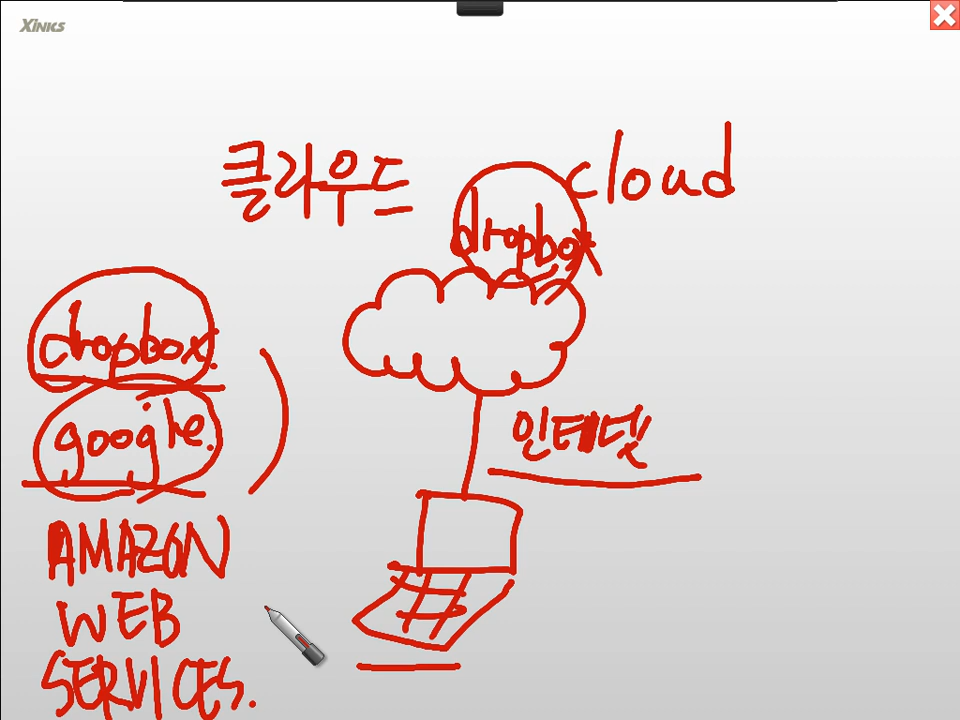 XINKS
클라우드 cloud
dropbox
dropbox.
google.
인터넷
AMAZON
WEB
SERVICES.